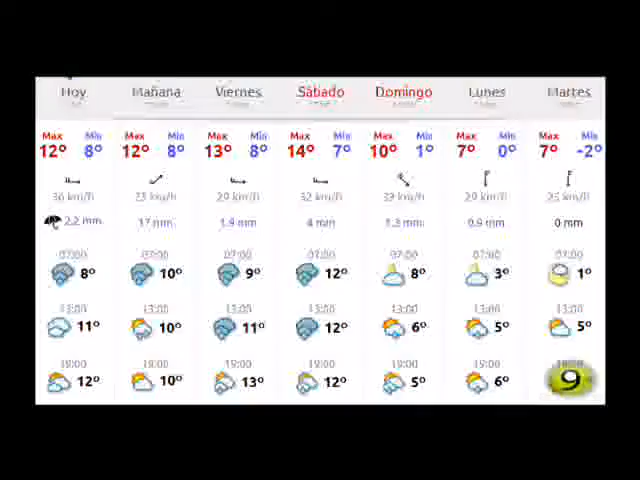 Hoy Mañana Viernes Sábado Domingo Lunes Martes
Max Min Max Min Max Min Max Min Max Min Max Min Max Min
12° 8° 12° 8° 13° 8° 14° 7° 10° 1° 7° 0° 7° -2°
36 km/h 23 km/h 29 km/h 32 km/h 32 km/h 29 km/h 25 km/h
2.2 mm 17 mm 1.9 mm 4 mm 1.3 mm 0.9 mm 0 mm
07:00 07:00 07:00 07:00 07:00 07:00 07:00
8° 10° 9° 12° 8° 3° 1°
13:00 13:00 13:00 13:00 13:00 13:00 13:00
11° 10° 11° 12° 6° 5° 5°
19:00 19:00 19:00 19:00 19:00 19:00
12° 10° 13° 12° 5° 6° 9